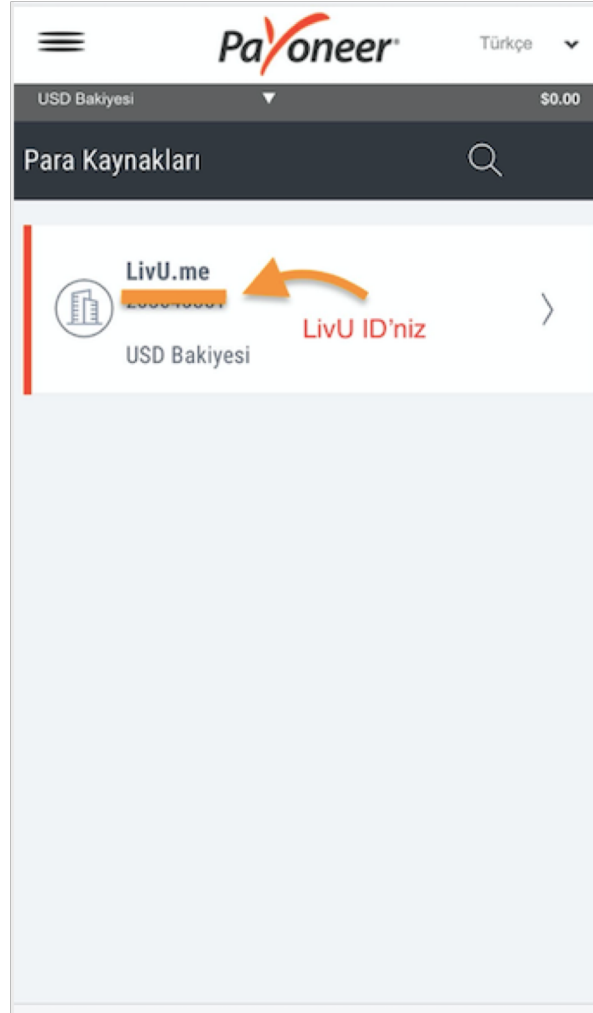 Payoneer
Türkçe
USD Bakiyesi
$0.00
Para Kaynakları
LivU.me
LivU ID'niz
USD Bakiyesi